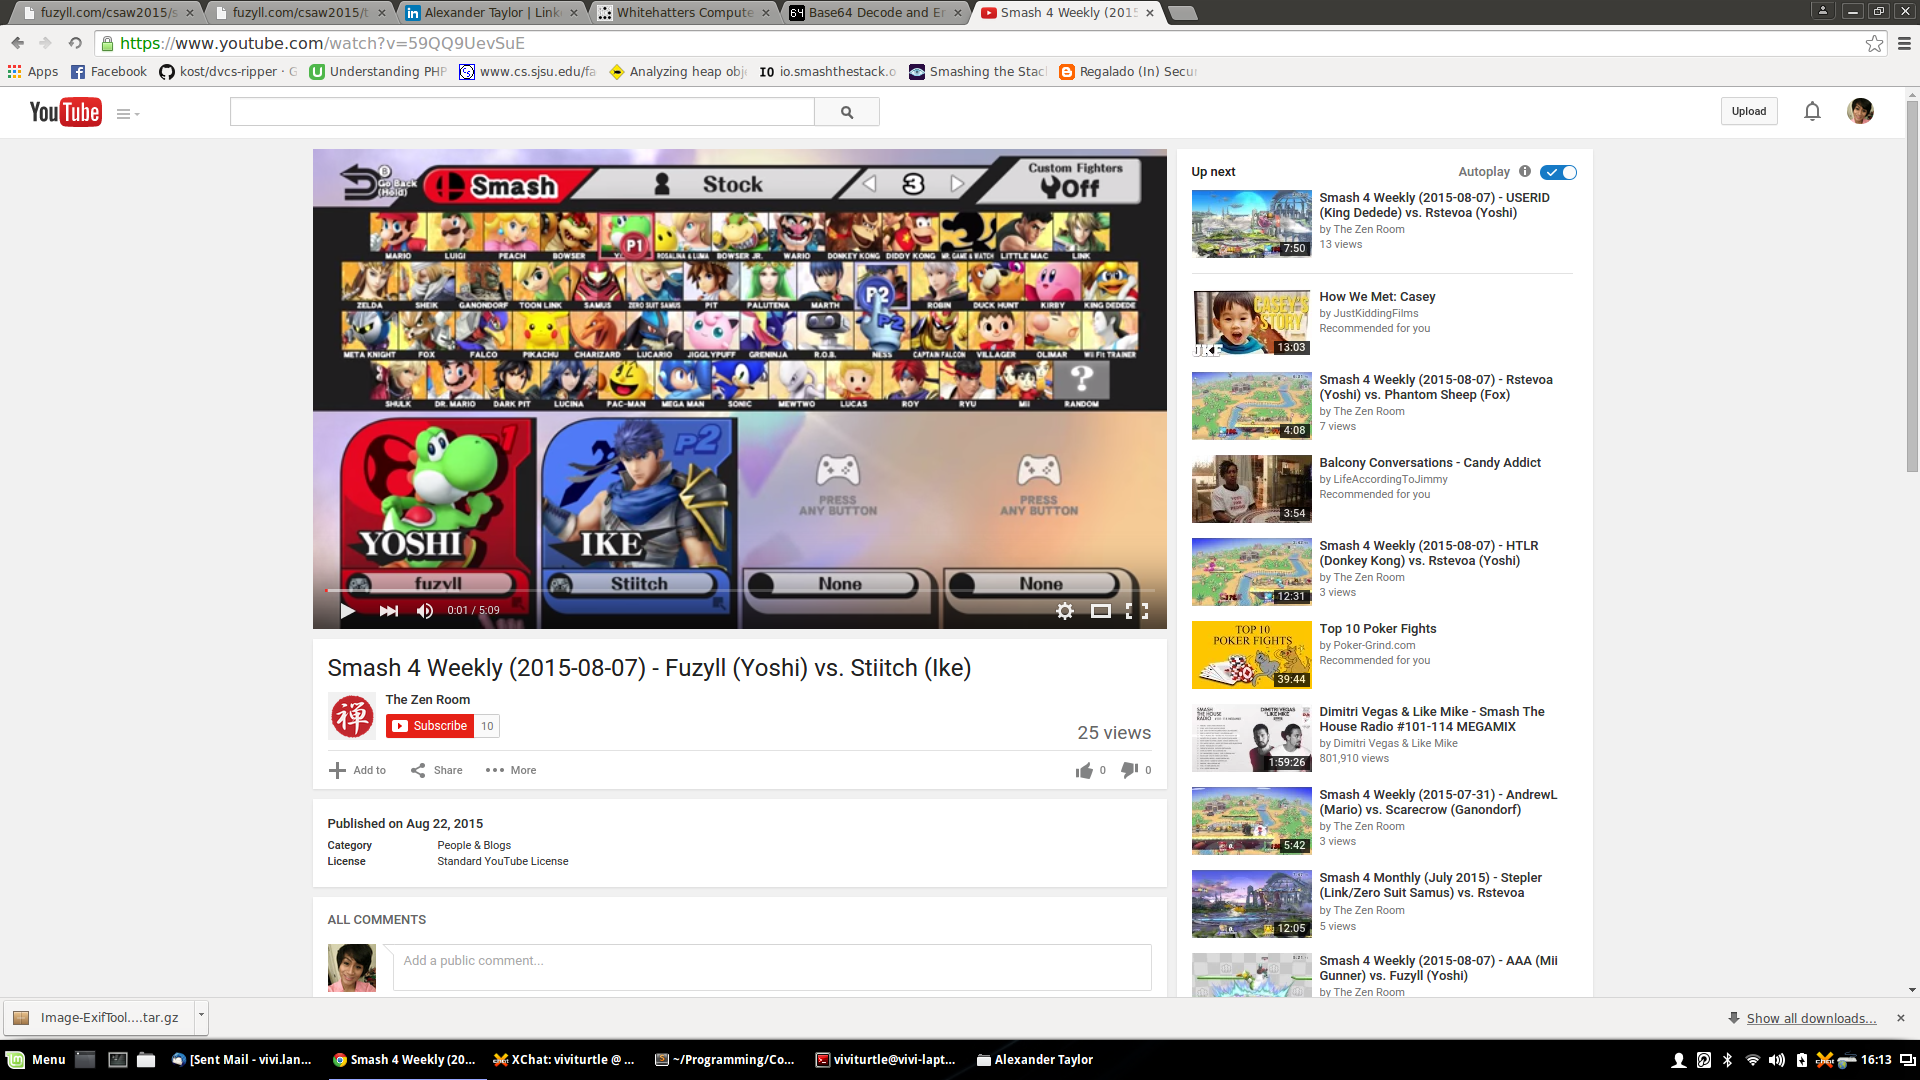 fuzyll.com/csaw2015/s
fuzyll.com/csaw2015/t
Alexander Taylor | Link
Whitehatters Compute
Base64 Decode and En
Smash 4 Weekly (2015
https://www.youtube.com/watch?v=59QQ9UevSuE
Apps
Facebook
kost/dvcs-ripper · G
Understanding PHP
www.cs.sjsu.edu/fa
Analyzing heap obj
io.smashthestack.o
Smashing the Stac
Regalado (In) Secu
YouTube
Upload
Go Back
(Hold)
Smash
Stock
3
Custom Fighters
Off
P1
MARIO LUIGI PEACH BOWSER ROSALINA & LUMA BOWSER JR. WARIO DONKEY KONG DIDDY KONG MR. GAME & WATCH LITTLE MAC LINK
P2
ZELDA SHEIK GANONDORF TOON LINK SAMUS ZERO SUIT SAMUS PIT PALUTENA MARTH ROBIN DUCK HUNT KIRBY KING DEDEDE
P2
META KNIGHT FOX FALCO PIKACHU CHARIZARD LUCARIO JIGGLYPUFF GRENINJA R.O.B. NESS CAPTAIN FALCON VILLAGER OLIMAR Wii Fit TRAINER
?
SHULK DR. MARIO DARK PIT LUCINA PAC-MAN MEGA MAN SONIC MEWTWO LUCAS ROY RYU Mii RANDOM
P2
YOSHI
IKE
PRESS
ANY BUTTON
PRESS
ANY BUTTON
fuzyll
Stiitch
None
None
0:01 / 5:09
Smash 4 Weekly (2015-08-07) - Fuzyll (Yoshi) vs. Stiitch (Ike)
禅
The Zen Room
Subscribe 10
25 views
Add to
Share
More
0
0
Published on Aug 22, 2015
Category People & Blogs
License Standard YouTube License
ALL COMMENTS
Add a public comment...
Up next
Autoplay
7:50
Smash 4 Weekly (2015-08-07) - USERID
(King Dedede) vs. Rstevoa (Yoshi)
by The Zen Room
13 views
CASEY'S
STORY
JKF
13:03
How We Met: Casey
by JustKiddingFilms
Recommended for you
4:08
Smash 4 Weekly (2015-08-07) - Rstevoa
(Yoshi) vs. Phantom Sheep (Fox)
by The Zen Room
7 views
3:54
Balcony Conversations - Candy Addict
by LifeAccordingToJimmy
Recommended for you
12:31
Smash 4 Weekly (2015-08-07) - HTLR
(Donkey Kong) vs. Rstevoa (Yoshi)
by The Zen Room
3 views
TOP 10
POKER FIGHTS
39:44
Top 10 Poker Fights
by Poker-Grind.com
Recommended for you
SMASH
THE HOUSE
RADIO
DIMITRI VEGAS
& LIKE MIKE
1:59:26
Dimitri Vegas & Like Mike - Smash The
House Radio #101-114 MEGAMIX
by Dimitri Vegas & Like Mike
801,910 views
5:42
Smash 4 Weekly (2015-07-31) - AndrewL
(Mario) vs. Scarecrow (Ganondorf)
by The Zen Room
3 views
12:05
Smash 4 Monthly (July 2015) - Stepler
(Link/Zero Suit Samus) vs. Rstevoa
by The Zen Room
5 views
Smash 4 Weekly (2015-08-07) - AAA (Mii
Gunner) vs. Fuzyll (Yoshi)
by The Zen Room
Image-ExifTool....tar.gz
Show all downloads...
Menu
[Sent Mail - vivi.lan...
Smash 4 Weekly (20...
XChat: viviturtle @ ...
~/Programming/Co...
viviturtle@vivi-lapt...
Alexander Taylor
16:13